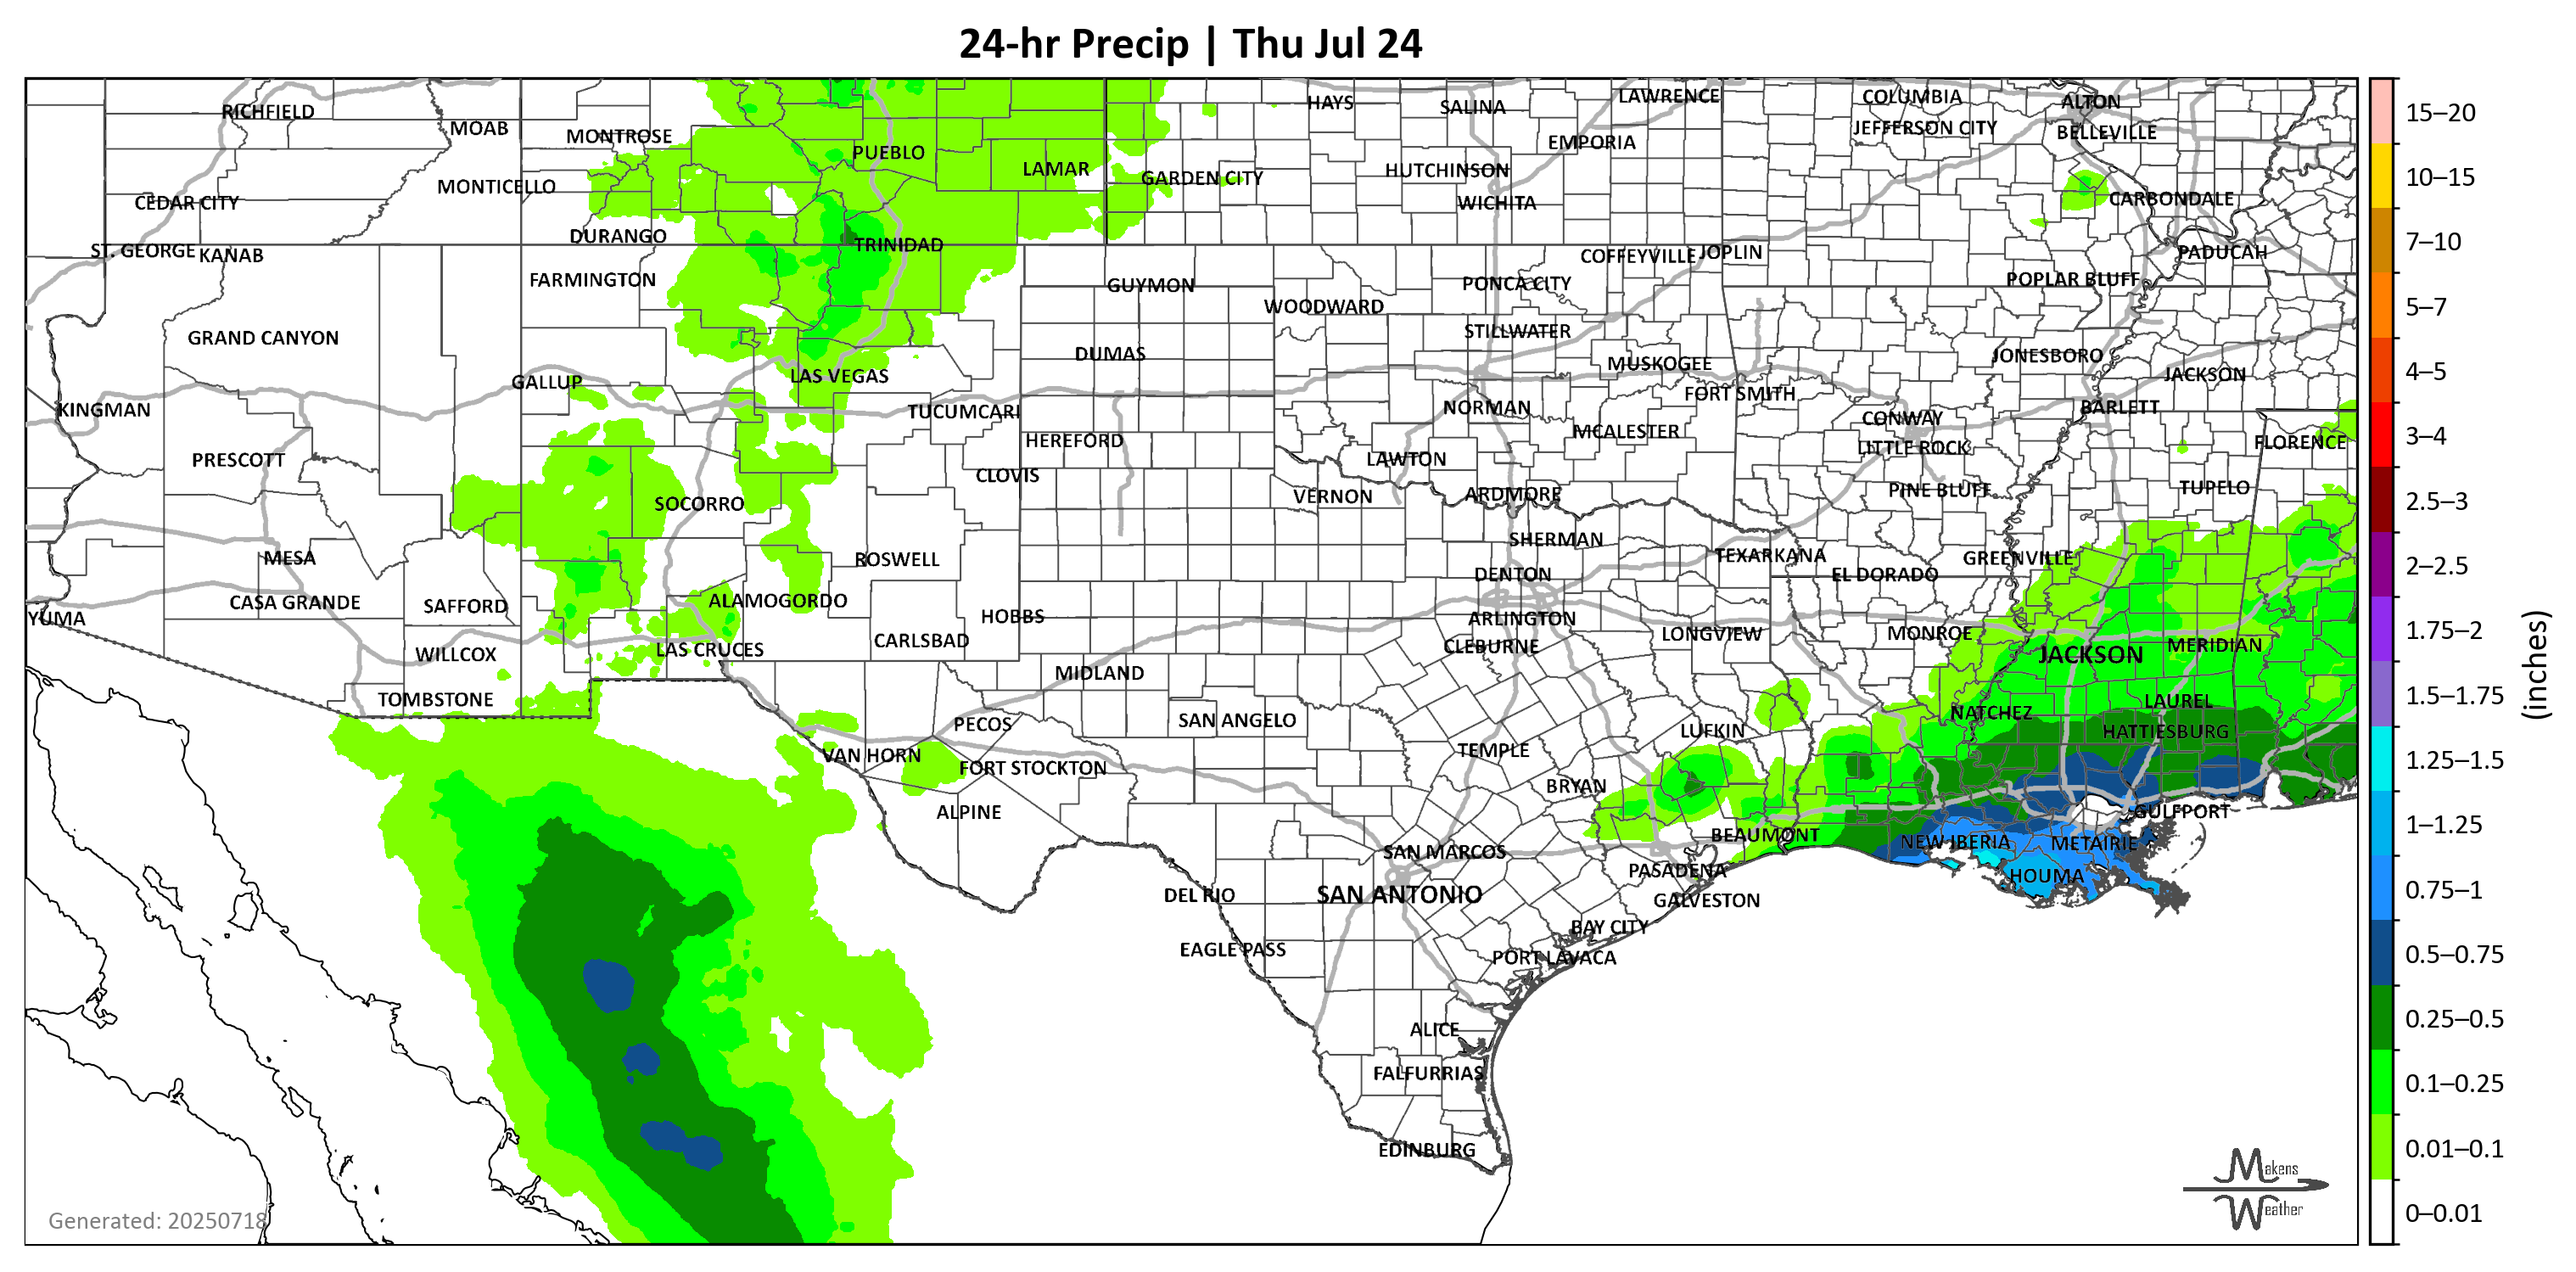 24-hr Precip | Thu Jul 24
RICHFIELD
MOAB
MONTROSE
PUEBLO
LAMAR
HAYS
SALINA
LAWRENCE
COLUMBIA
ALTON
JEFFERSON CITY
BELLEVILLE
EMPORIA
HUTCHINSON
GARDEN CITY
MONTICELLO
CEDAR CITY
WICHITA
CARBONDALE
DURANGO
TRINIDAD
ST. GEORGE
KANAB
COFFEYVILLE
JOPLIN
PADUCAH
FARMINGTON
GUYMON
PONCA CITY
POPLAR BLUFF
WOODWARD
GRAND CANYON
STILLWATER
DUMAS
MUSKOGEE
JONESBORO
GALLUP
LAS VEGAS
JACKSON
FORT SMITH
KINGMAN
TUCUMCARI
NORMAN
BARLETT
CONWAY
HEREFORD
MCALESTER
LITTLE ROCK
FLORENCE
PRESCOTT
LAWTON
CLOVIS
SOCORRO
VERNON
ARDMORE
PINE BLUFF
TUPELO
SHERMAN
MESA
ROSWELL
TEXARKANA
GREENVILLE
DENTON
EL DORADO
CASA GRANDE
SAFFORD
ALAMOGORDO
YUMA
HOBBS
ARLINGTON
CARLSBAD
CLEBURNE
LONGVIEW
MONROE
WILLCOX
LAS CRUCES
JACKSON
MERIDIAN
MIDLAND
TOMBSTONE
LAUREL
PECOS
SAN ANGELO
NATCHEZ
LUFKIN
HATTIESBURG
VAN HORN
TEMPLE
FORT STOCKTON
BRYAN
ALPINE
GULFPORT
BEAUMONT
NEW IBERIA
METAIRIE
SAN MARCOS
PASADENA
HOUMA
DEL RIO
SAN ANTONIO
GALVESTON
BAY CITY
EAGLE PASS
PORT LAVACA
ALICE
FALFURRIAS
EDINBURG
Generated: 20250718
Makens
Weather
15–20
10–15
7–10
5–7
4–5
3–4
2.5–3
2–2.5
1.75–2
1.5–1.75
1.25–1.5
1–1.25
0.75–1
0.5–0.75
0.25–0.5
0.1–0.25
0.01–0.1
0–0.01
(inches)